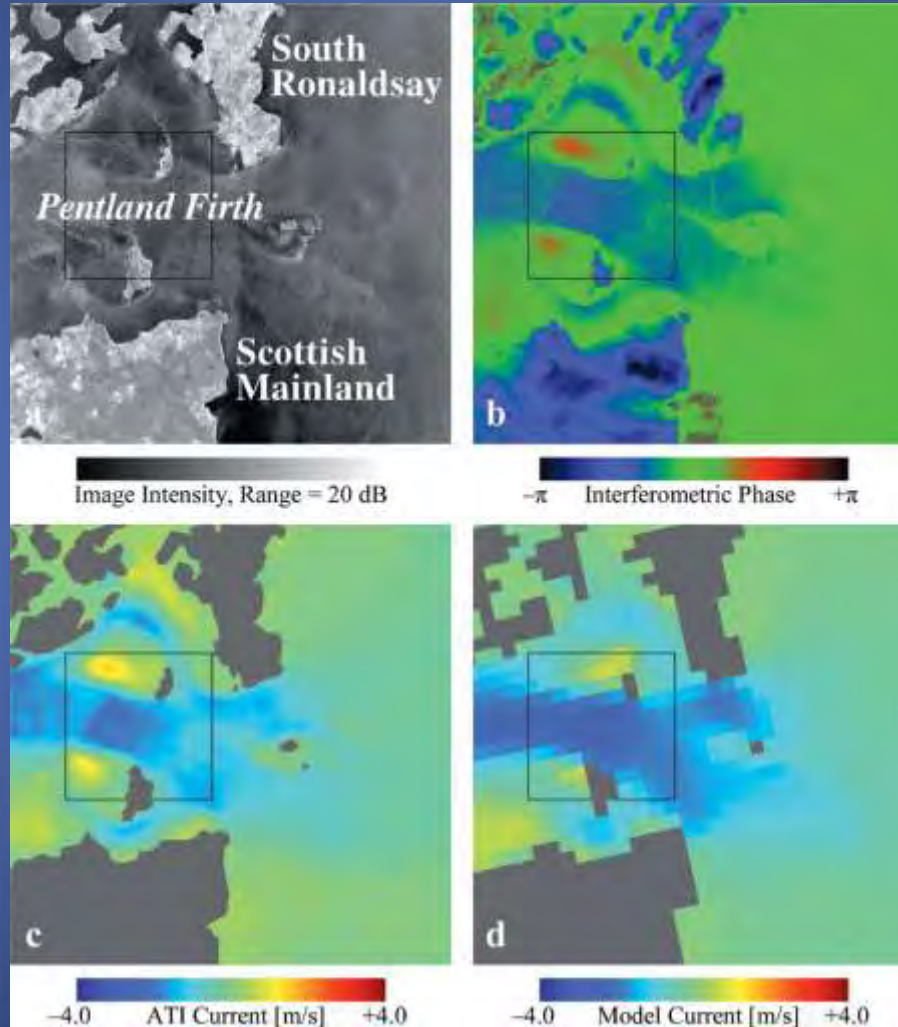 South
Ronaldsay
Pentland Firth
Scottish
Mainland
a
b
Image Intensity, Range = 20 dB
−π Interferometric Phase +π
c
d
−4.0 ATI Current [m/s] +4.0
−4.0 Model Current [m/s] +4.0